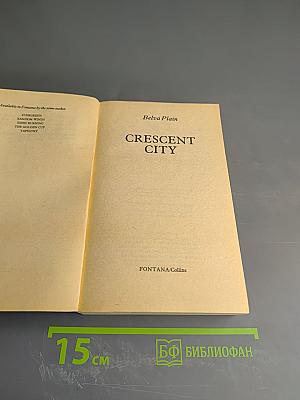 Available in Fontana by the same author
EVERGREEN
RANDOM WINDS
EDEN BURNING
THE GOLDEN CUP
TAPESTRY
Belva Plain
CRESCENT
CITY
FONTANA/Collins
15 см
БФ БИБЛИОФАН